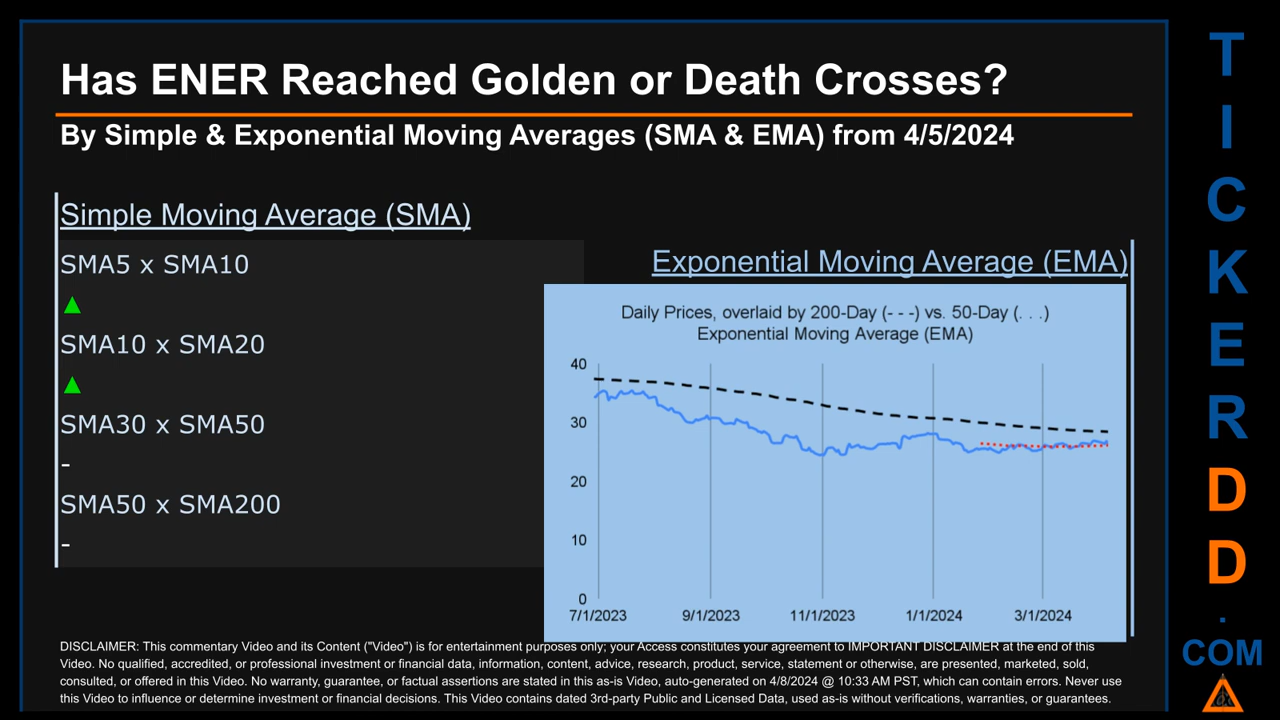 Has ENER Reached Golden or Death Crosses?
By Simple & Exponential Moving Averages (SMA & EMA) from 4/5/2024
Simple Moving Average (SMA)
SMA5 x SMA10
▲
SMA10 x SMA20
▲
SMA30 x SMA50
-
SMA50 x SMA200
-
Exponential Moving Average (EMA)
Daily Prices, overlaid by 200-Day (- - -) vs. 50-Day (. . .)
Exponential Moving Average (EMA)
40
30
20
10
0
7/1/2023 9/1/2023 11/1/2023 1/1/2024 3/1/2024
DISCLAIMER: This commentary Video and its Content ("Video") is for entertainment purposes only; your Access constitutes your agreement to IMPORTANT DISCLAIMER at the end of this
Video. No qualified, accredited, or professional investment or financial data, information, content, advice, research, product, service, statement or otherwise, are presented, marketed, sold,
consulted, or offered in this Video. No warranty, guarantee, or factual assertions are stated in this as-is Video, auto-generated on 4/8/2024 @ 10:33 AM PST, which can contain errors. Never use
this Video to influence or determine investment or financial decisions. This Video contains dated 3rd-party Public and Licensed Data, used as-is without verifications, warranties, or guarantees.
T
I
C
K
E
R
D
D
.
COM